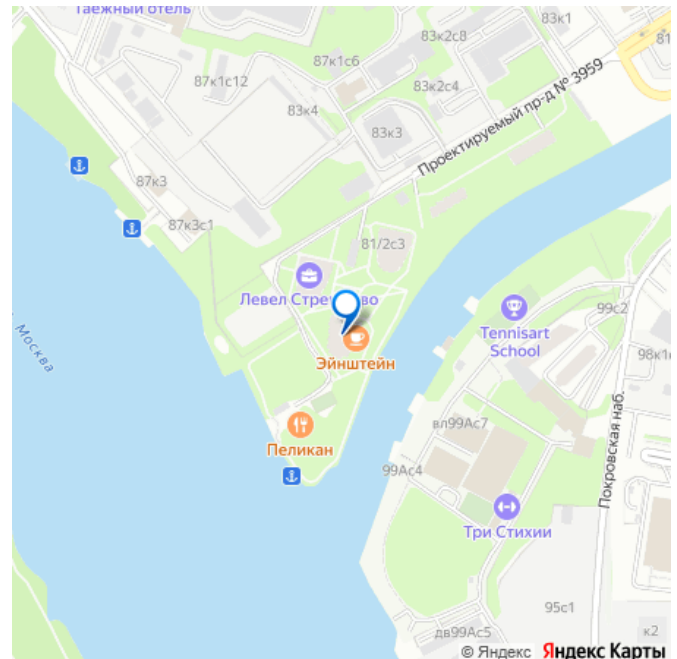 Таёжный отель
83к1
83к2с8
81
87к1с6
87к1с12
83к2с4
83к4
83к3
Проектируемый пр-д № 3959
87к3
87к3с1
81/2с3
Левел Стре
во
99с2
Tennisart
School
Москва
98к1
Эйнштейн
вл99Ас7
Пеликан
99Ас4
Покровская наб.
Три Стихии
95с1
дв99Ас5
к2
© Яндекс Яндекс Карты